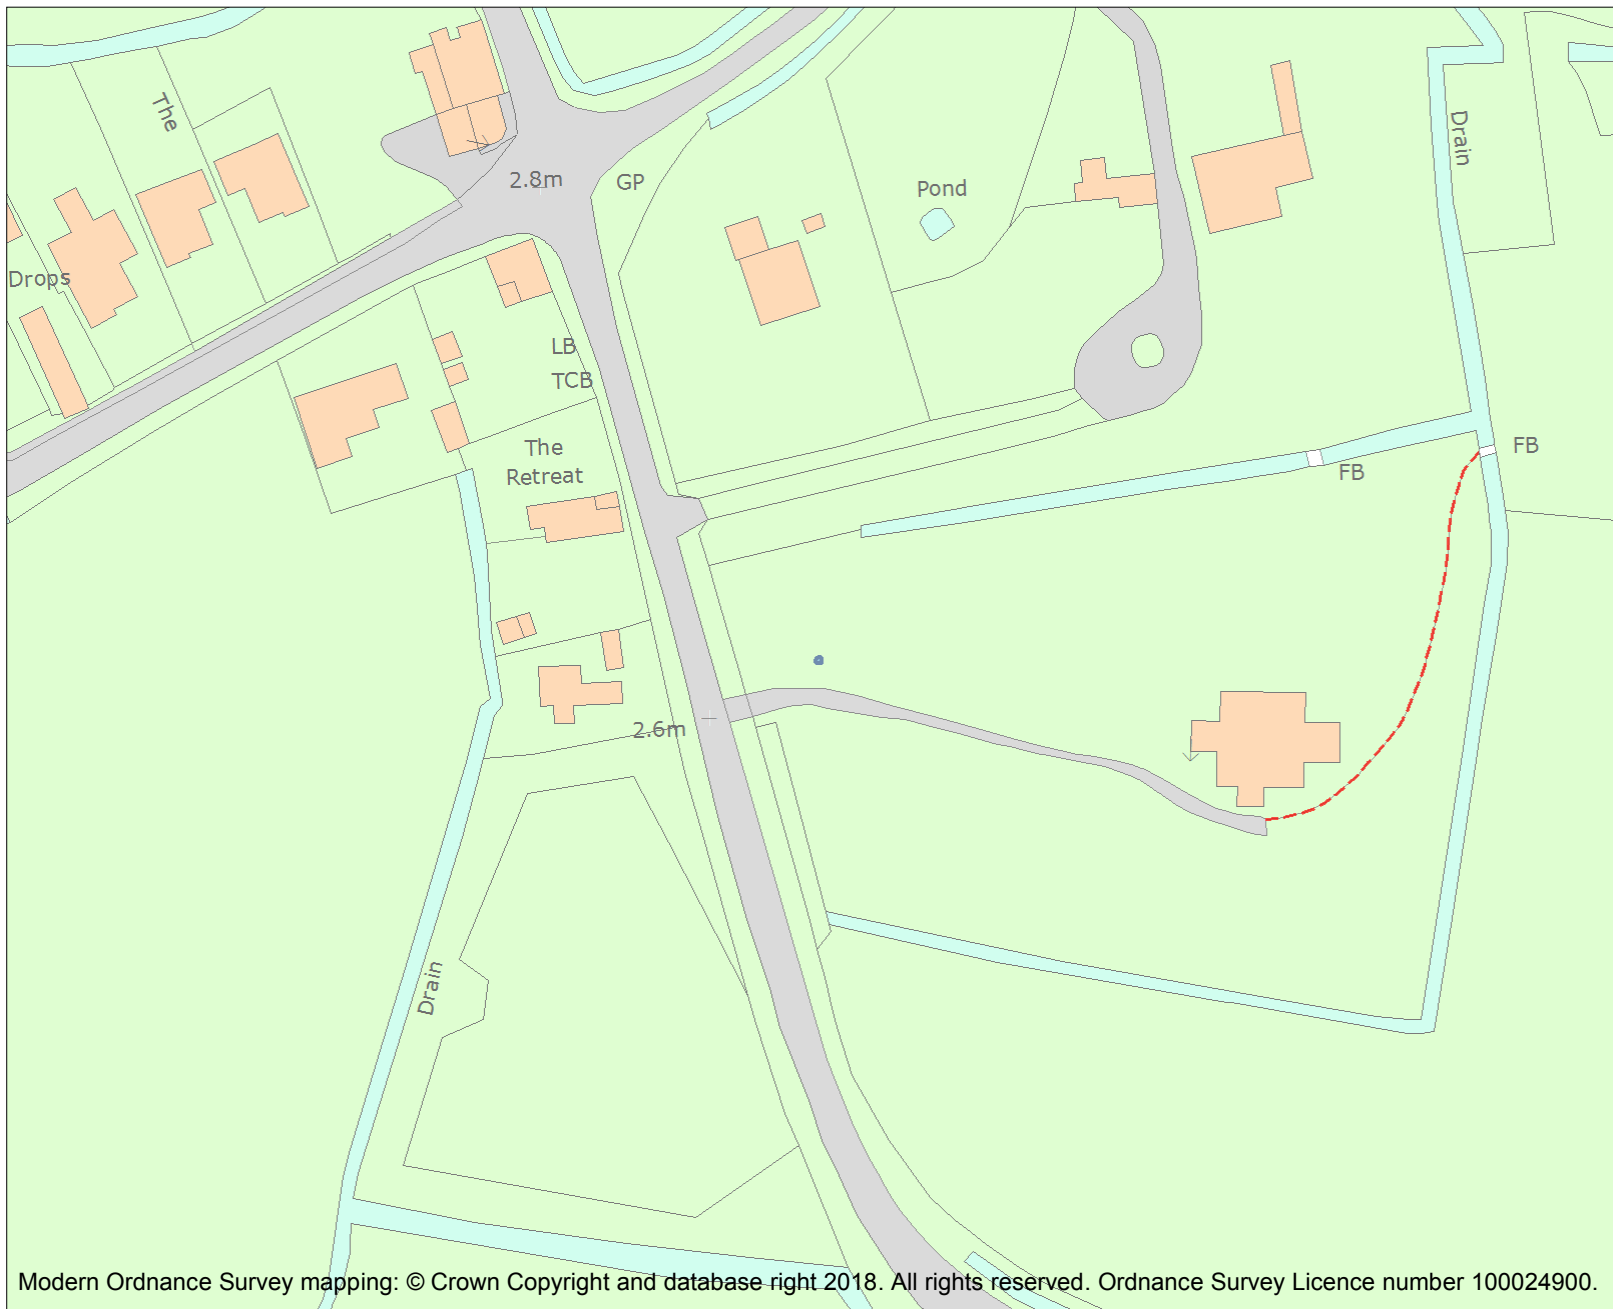 The
Drain
2.8m
GP
Pond
Drops
LB
TCB
The
Retreat
FB
FB
2.6m
Drain
Modern Ordnance Survey mapping: © Crown Copyright and database right 2018. All rights reserved. Ordnance Survey Licence number 100024900.